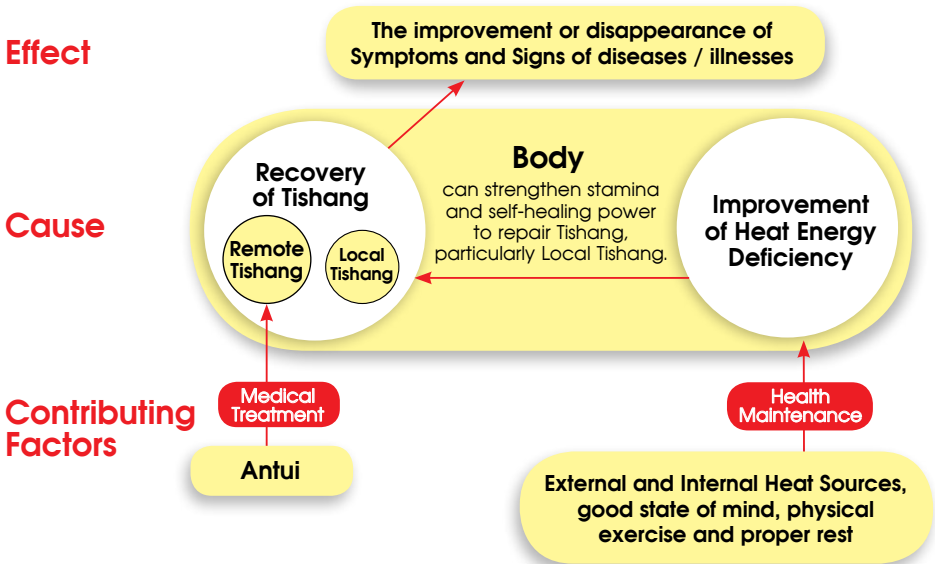 Effect
The improvement or disappearance of
Symptoms and Signs of diseases / illnesses
Cause
Recovery
of Tishang
Remote
Tishang
Local
Tishang
Body
can strengthen stamina
and self-healing power
to repair Tishang,
particularly Local Tishang.
Improvement
of Heat Energy
Deficiency
Contributing
Factors
Medical
Treatment
Antui
Health
Maintenance
External and Internal Heat Sources,
good state of mind, physical
exercise and proper rest